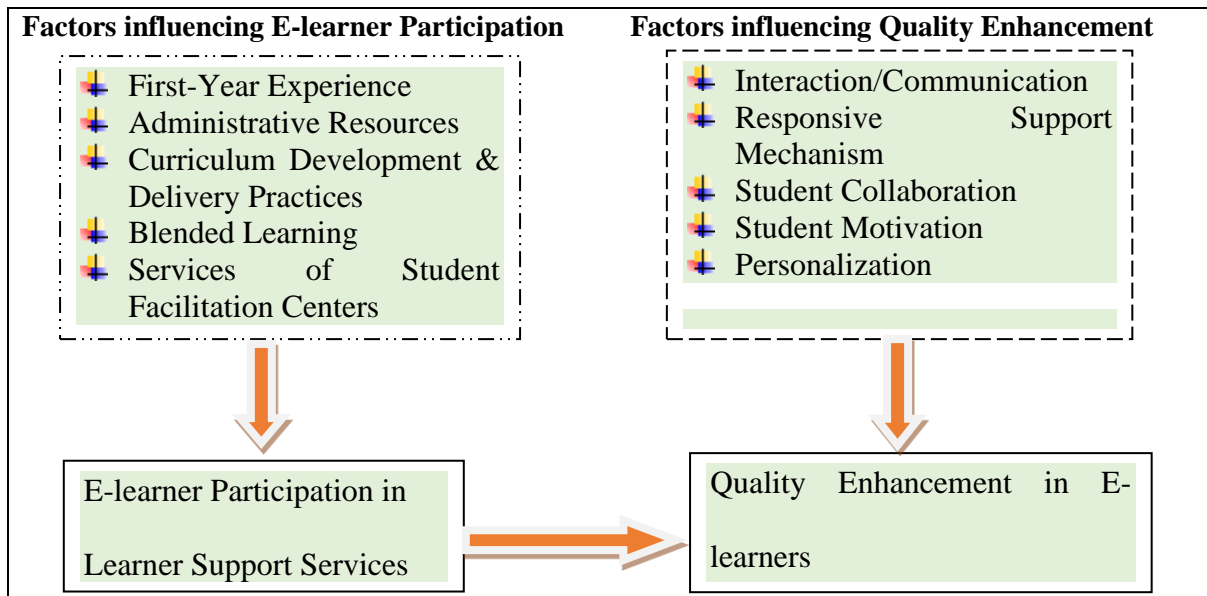 Factors influencing E-learner Participation
First-Year Experience
Administrative Resources
Curriculum Development &
Delivery Practices
Blended Learning
Services of Student
Facilitation Centers
Factors influencing Quality Enhancement
Interaction/Communication
Responsive Support
Mechanism
Student Collaboration
Student Motivation
Personalization
E-learner Participation in
Learner Support Services
Quality Enhancement in E-
learners